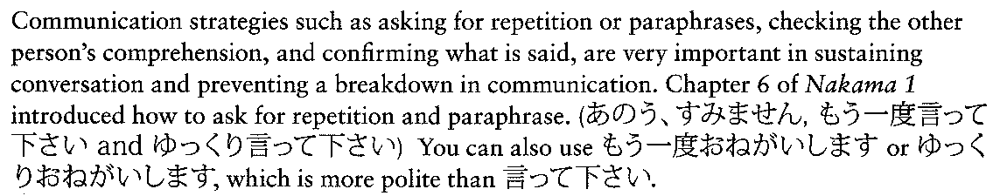 Communication strategies such as asking for repetition or paraphrases, checking the other
person's comprehension, and confirming what is said, are very important in sustaining
conversation and preventing a breakdown in communication. Chapter 6 of Nakama 1
introduced how to ask for repetition and paraphrase. (あのう、すみません, もう一度言って
下さい and ゆっくり言って下さい) You can also use もう一度おねがいします or ゆっく
りおねがいします, which is more polite than 言って下さい.